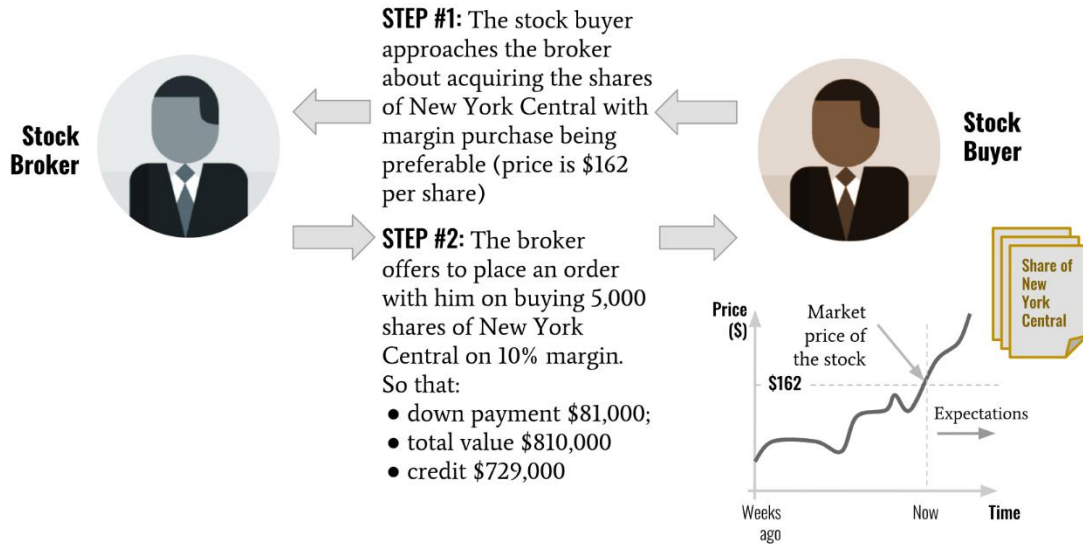 STEP #1: The stock buyer
approaches the broker
about acquiring the shares
of New York Central with
margin purchase being
preferable (price is $162
per share)
Stock
Broker
Stock
Buyer
STEP #2: The broker
offers to place an order
with him on buying 5,000
shares of New York
Central on 10% margin.
So that:
● down payment $81,000;
● total value $810,000
● credit $729,000
Share of
New
York
Central
Price
($)
Market
price of
the stock
$162
Expectations
Weeks
ago
Now
Time